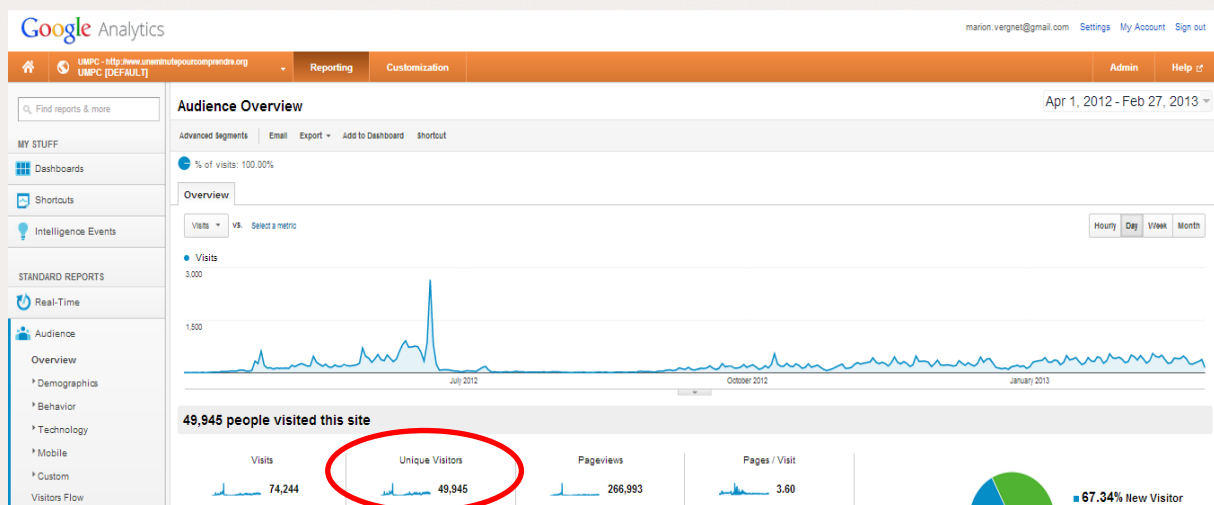 Google Analytics
marion.vergnet@gmail.com Settings My Account Sign out
UMPC - http://www.uneminutepourcomprendre.org
UMPC [DEFAULT]
Reporting Customization
Admin Help
Find reports & more
Audience Overview
Apr 1, 2012 - Feb 27, 2013
Advanced Segments Email Export Add to Dashboard Shortcut
MY STUFF
% of visits: 100.00%
Dashboards
Overview
Shortcuts
Visits VS. Select a metric
Hourly Day Week Month
Intelligence Events
Visits
STANDARD REPORTS
3,000
Real-Time
1,500
Audience
Overview
Demographics
July 2012 October 2012 January 2013
Behavior
49,945 people visited this site
Technology
Mobile
Visits Unique Visitors Pageviews Pages / Visit
Custom
74,244 49,945 266,993 3.60
Visitors Flow
67.34% New Visitor